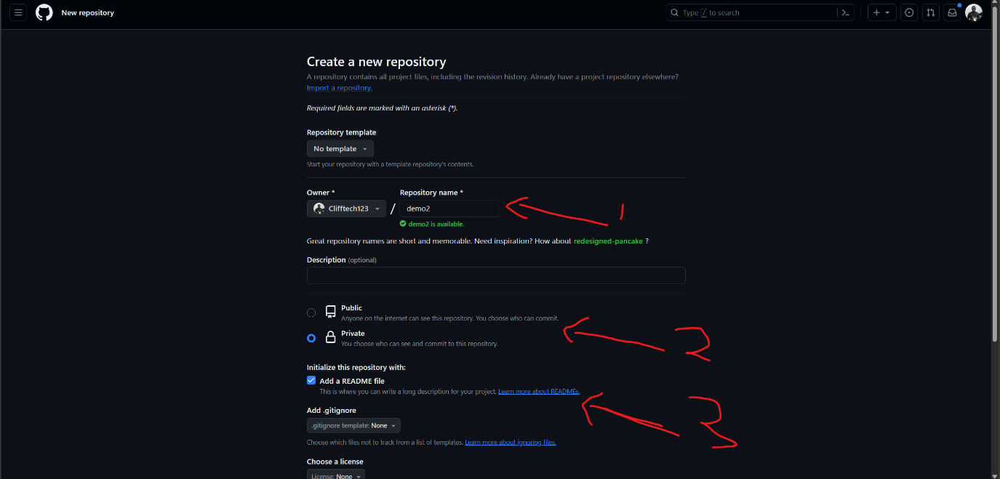 New repository
Type / to search
Create a new repository
A repository contains all project files, including the revision history. Already have a project repository elsewhere?
Import a repository.
Required fields are marked with an asterisk (*).
Repository template
No template
Start your repository with a template repository's contents.
Owner * Repository name *
Clifftech123 / demo2
demo2 is available.
1
Great repository names are short and memorable. Need inspiration? How about redesigned-pancake ?
Description (optional)
Public
Anyone on the internet can see this repository. You choose who can commit.
Private
You choose who can see and commit to this repository.
2
Initialize this repository with:
Add a README file
This is where you can write a long description for your project. Learn more about READMEs.
3
Add .gitignore
.gitignore template: None
Choose which files not to track from a list of templates. Learn more about ignoring files.
Choose a license
License: None